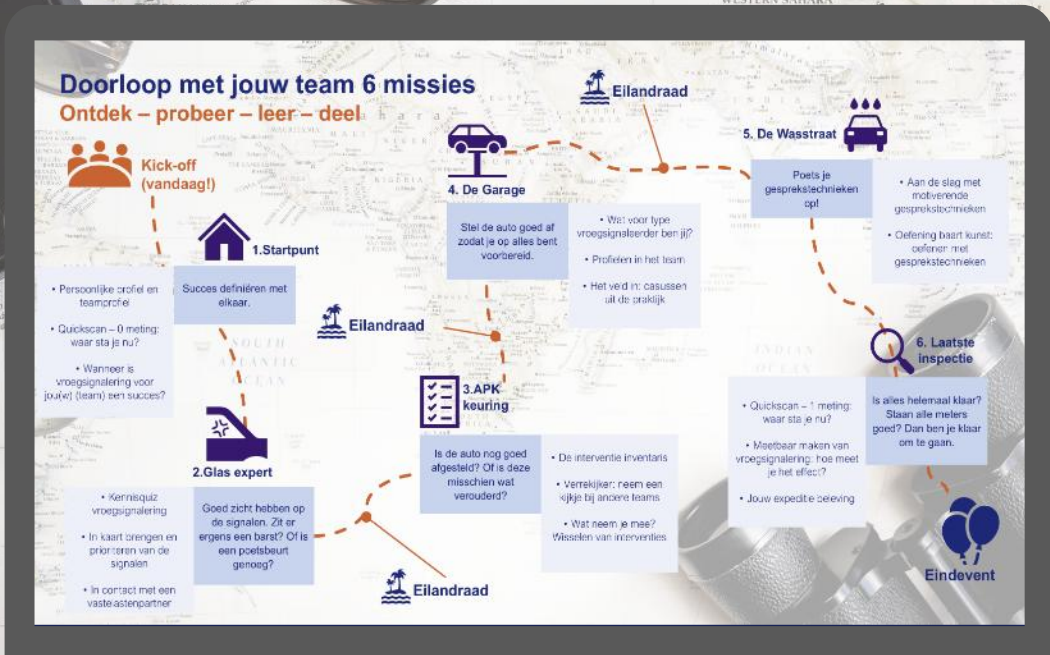 WESTERN SAHARA
Doorloop met jouw team 6 missies
Ontdek – probeer – leer – deel
Kick-off
(vandaag!)
1.Startpunt
Succes definiëren met
elkaar.
• Persoonlijke profiel en
teamprofiel
• Quickscan – 0 meting:
waar sta je nu?
• Wanneer is
vroegsignalering voor
jou(w) (team) een succes?
2.Glas expert
Goed zicht hebben op
de signalen. Zit er
ergens een barst? Of is
een poetsbeurt
genoeg?
• Kennisquiz
vroegsignalering
• In kaart brengen en
prioriteren van de
signalen
• In contact met een
vastelastenpartner
Eilandraad
3.APK
keuring
Is de auto nog goed
afgesteld? Of is deze
misschien wat
verouderd?
• De interventie inventaris
• Verrekijker: neem een
kijkje bij andere teams
• Wat neem je mee?
Wisselen van interventies
Eilandraad
4. De Garage
Stel de auto goed af
zodat je op alles bent
voorbereid.
• Wat voor type
vroegsignaleerder ben jij?
• Profielen in het team
• Het veld in: casussen
uit de praktijk
Eilandraad
5. De Wasstraat
Poets je
gesprekstechnieken
op!
• Aan de slag met
motiverende
gesprekstechnieken
• Oefening baart kunst:
oefenen met
gesprekstechnieken
6. Laatste
inspectie
Is alles helemaal klaar?
Staan alle meters
goed? Dan ben je klaar
om te gaan.
• Quickscan – 1 meting:
waar sta je nu?
• Meetbaar maken van
vroegsignalering: hoe meet
je het effect?
• Jouw expeditie beleving
Eindevent
SOUTH
ATLANTIC
OCEAN
INDIAN
OCEAN